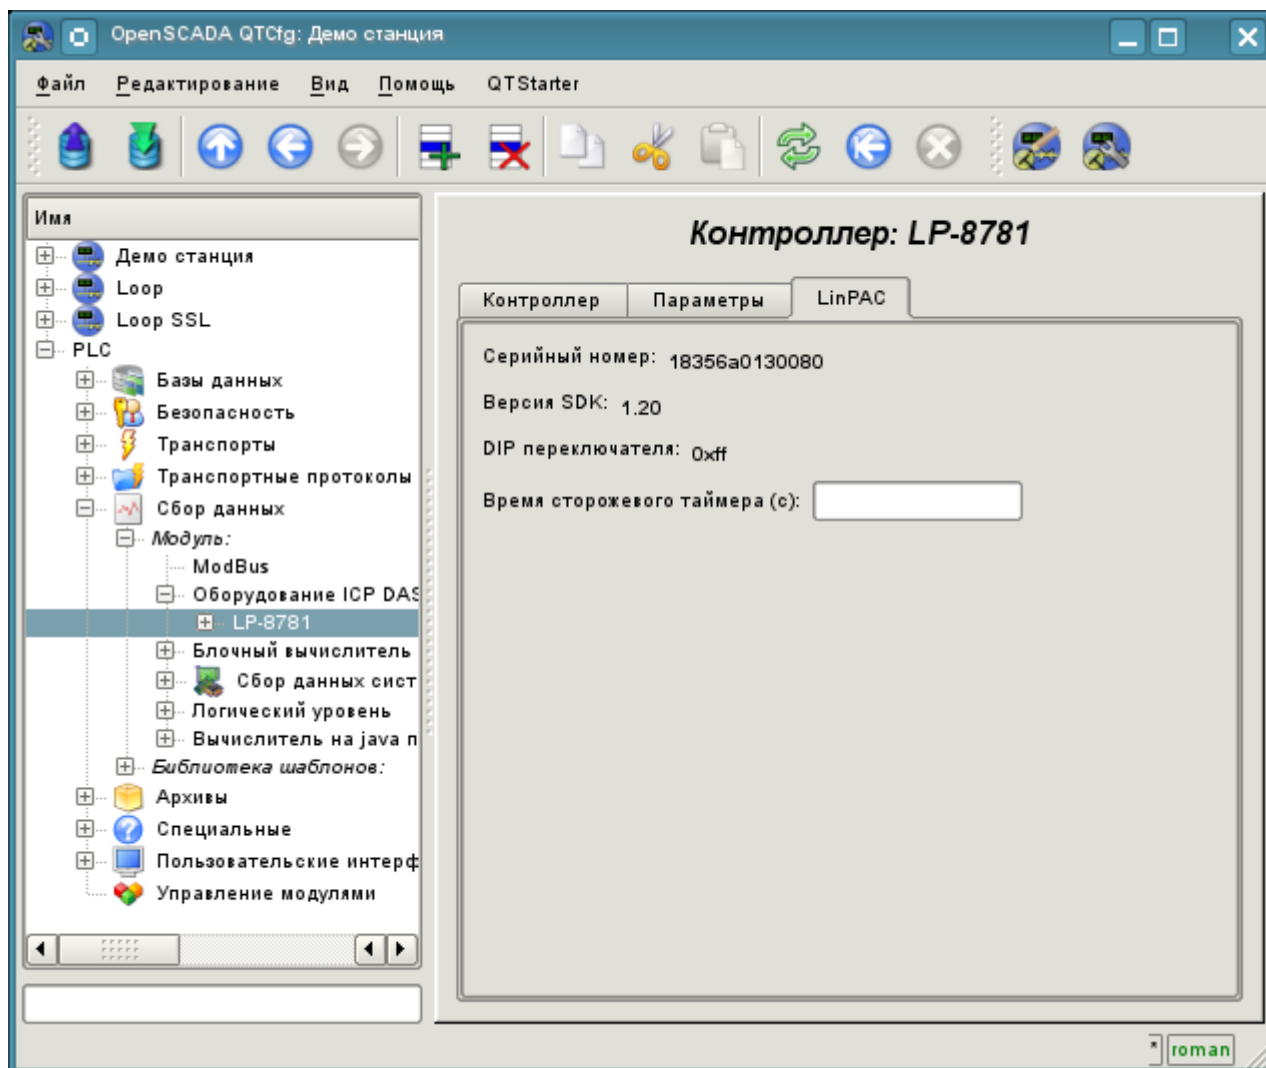 OpenSCADA QTCfg: Демо станция
Файл Редактирование Вид Помощь QTStarter
Имя
Демо станция
Loop
Loop SSL
PLC
Базы данных
Безопасность
Транспорты
Транспортные протоколы
Сбор данных
Модуль:
ModBus
Оборудование ICP DAS
LP-8781
Блочный вычислитель
Сбор данных сист
Логический уровень
Вычислитель на java п
Библиотека шаблонов:
Архивы
Специальные
Пользовательские интерф
Управление модулями
Контроллер: LP-8781
Контроллер Параметры LinPAC
Серийный номер: 18356a0130080
Версия SDK: 1.20
DIP переключателя: 0xff
Время сторожевого таймера (с):
* roman